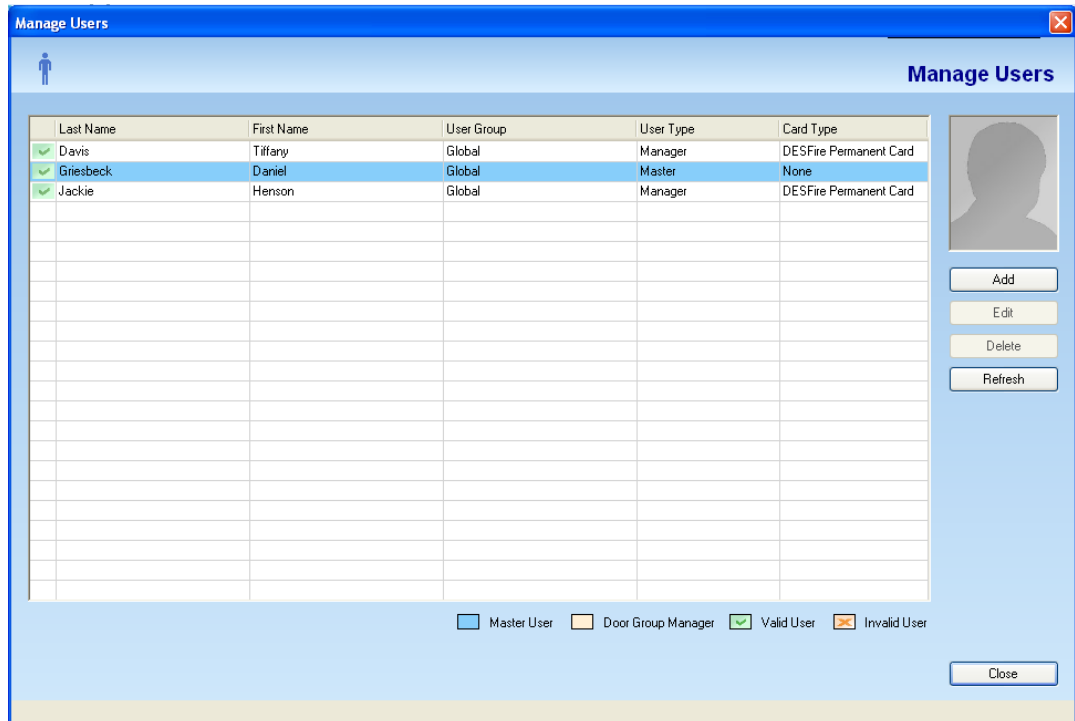 Manage Users
Manage Users
Last Name First Name User Group User Type Card Type
Davis Tiffany Global Manager DESFire Permanent Card
Griesbeck Daniel Global Master None
Jackie Henson Global Manager DESFire Permanent Card
Add
Edit
Delete
Refresh
Master User Door Group Manager Valid User Invalid User
Close